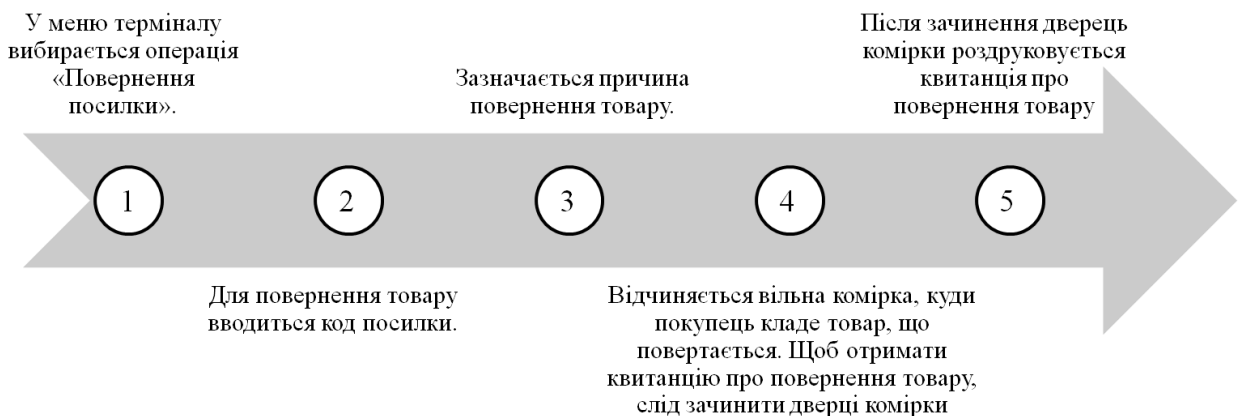 У меню терміналу
вибирається операція
«Повернення
посилки».
1
Для повернення товару
вводиться код посилки.
2
Зазначається причина
повернення товару.
3
Відчиняється вільна комірка, куди
покупець кладе товар, що
повертається. Щоб отримати
квитанцію про повернення товару,
слід зачинити дверці комірки
4
Після зачинення дверець
комірки роздруковується
квитанція про
повернення товару
5